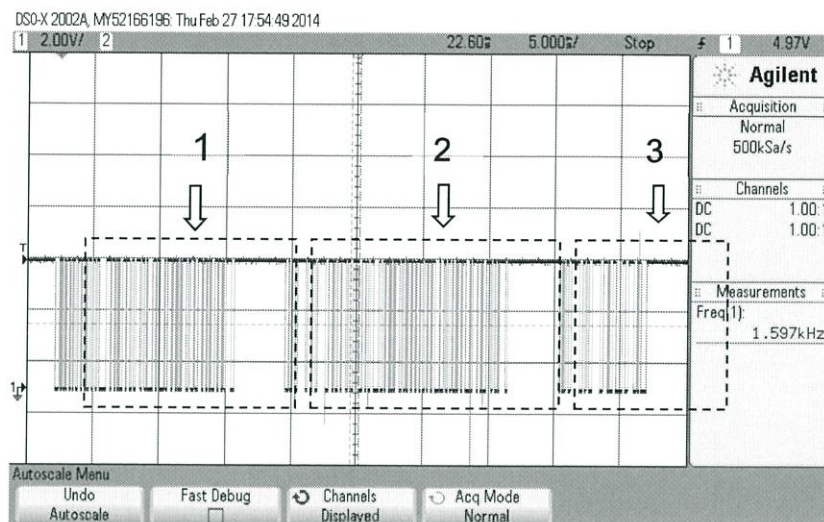 DSO-X 2002A, MY52166196: Thu Feb 27 17:54:49 2014
1 2.00V/ 2 22.60s 5.000s/ Stop 1 4.97V
Agilent
Acquisition
Normal
500kSa/s
Channels
DC 1.00:1
DC 1.00:1
Measurements
Freq(1):
1.597kHz
1 2 3
T
1
Autoscale Menu
Undo
Autoscale
Fast Debug
Channels
Displayed
Acq Mode
Normal